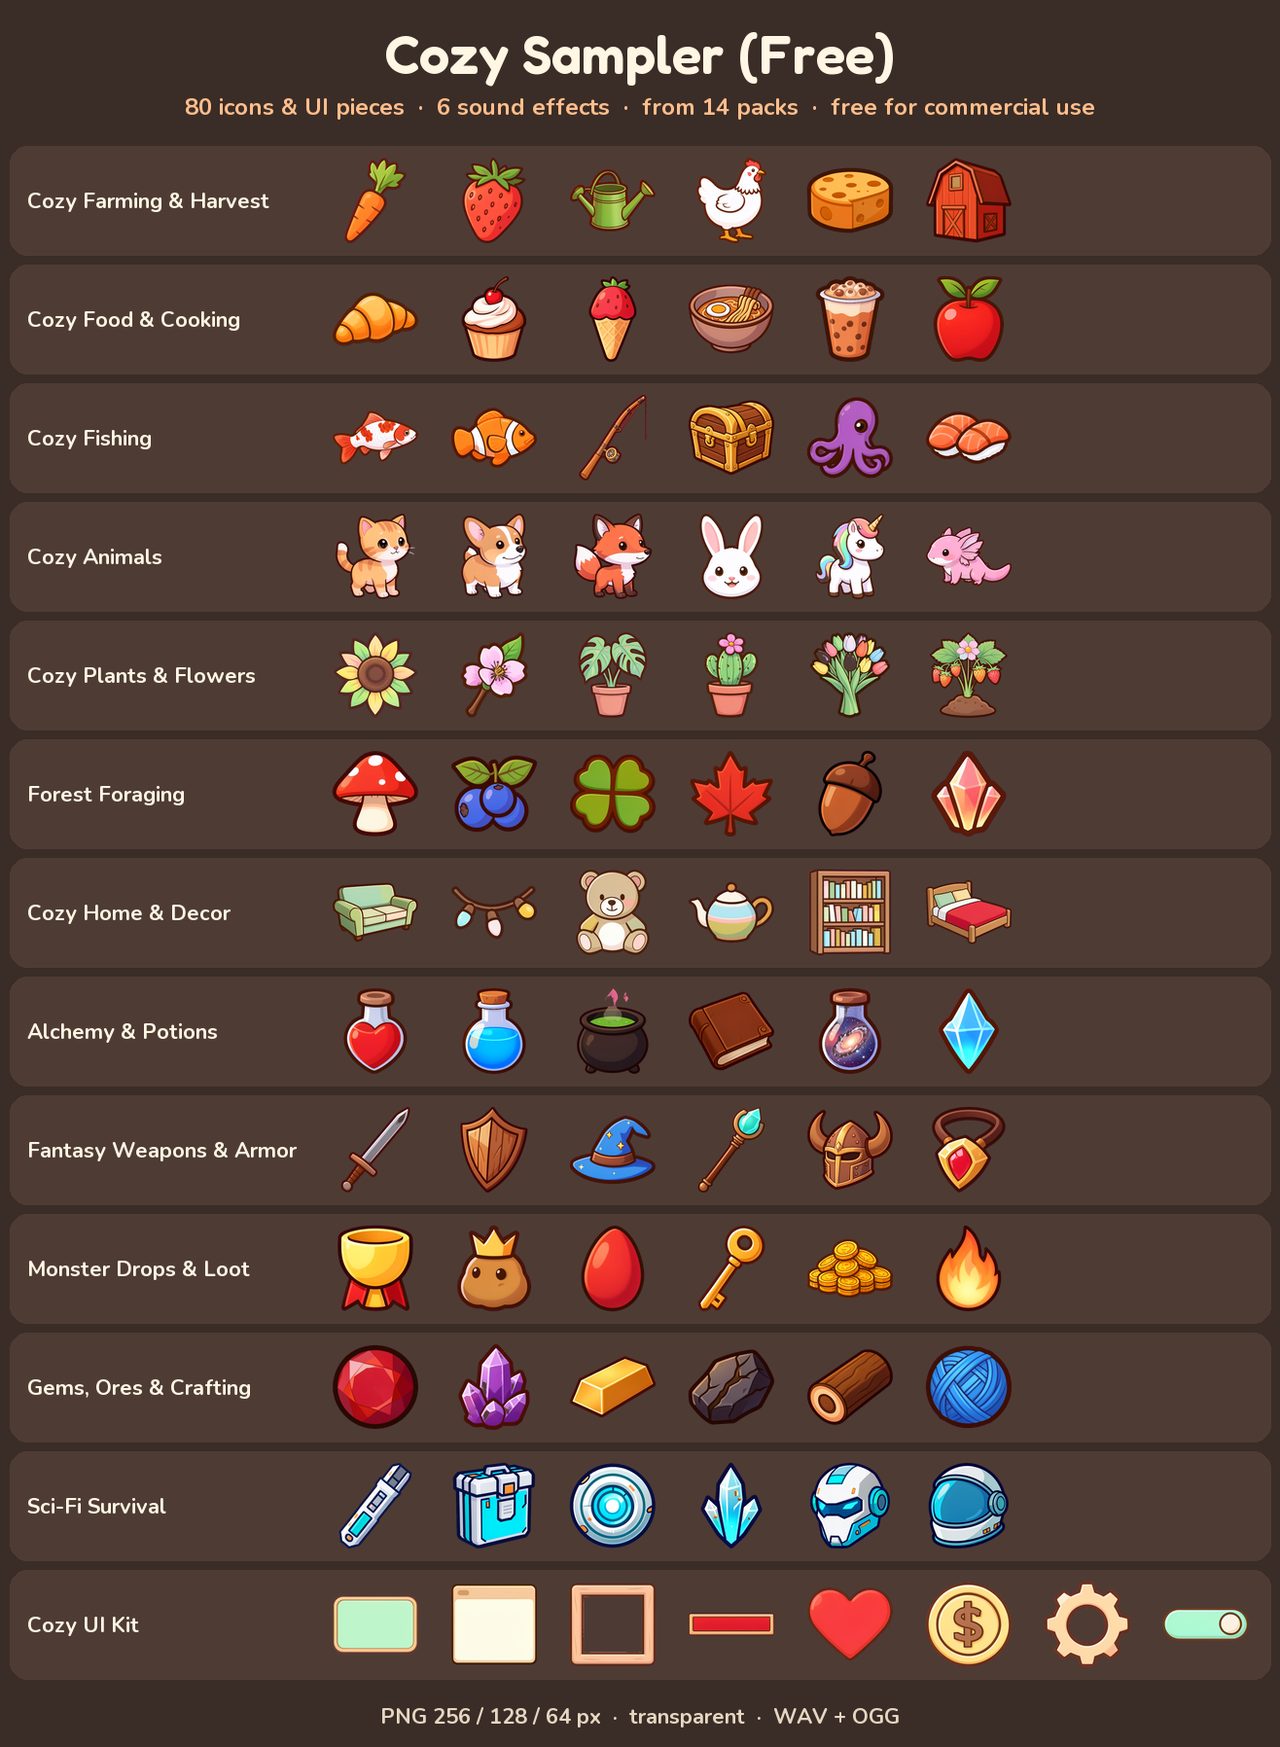 Cozy Sampler (Free)
80 icons & UI pieces · 6 sound effects · from 14 packs · free for commercial use
Cozy Farming & Harvest
Cozy Food & Cooking
Cozy Fishing
Cozy Animals
Cozy Plants & Flowers
Forest Foraging
Cozy Home & Decor
Alchemy & Potions
Fantasy Weapons & Armor
Monster Drops & Loot
Gems, Ores & Crafting
Sci-Fi Survival
Cozy UI Kit
$
PNG 256 / 128 / 64 px · transparent · WAV + OGG